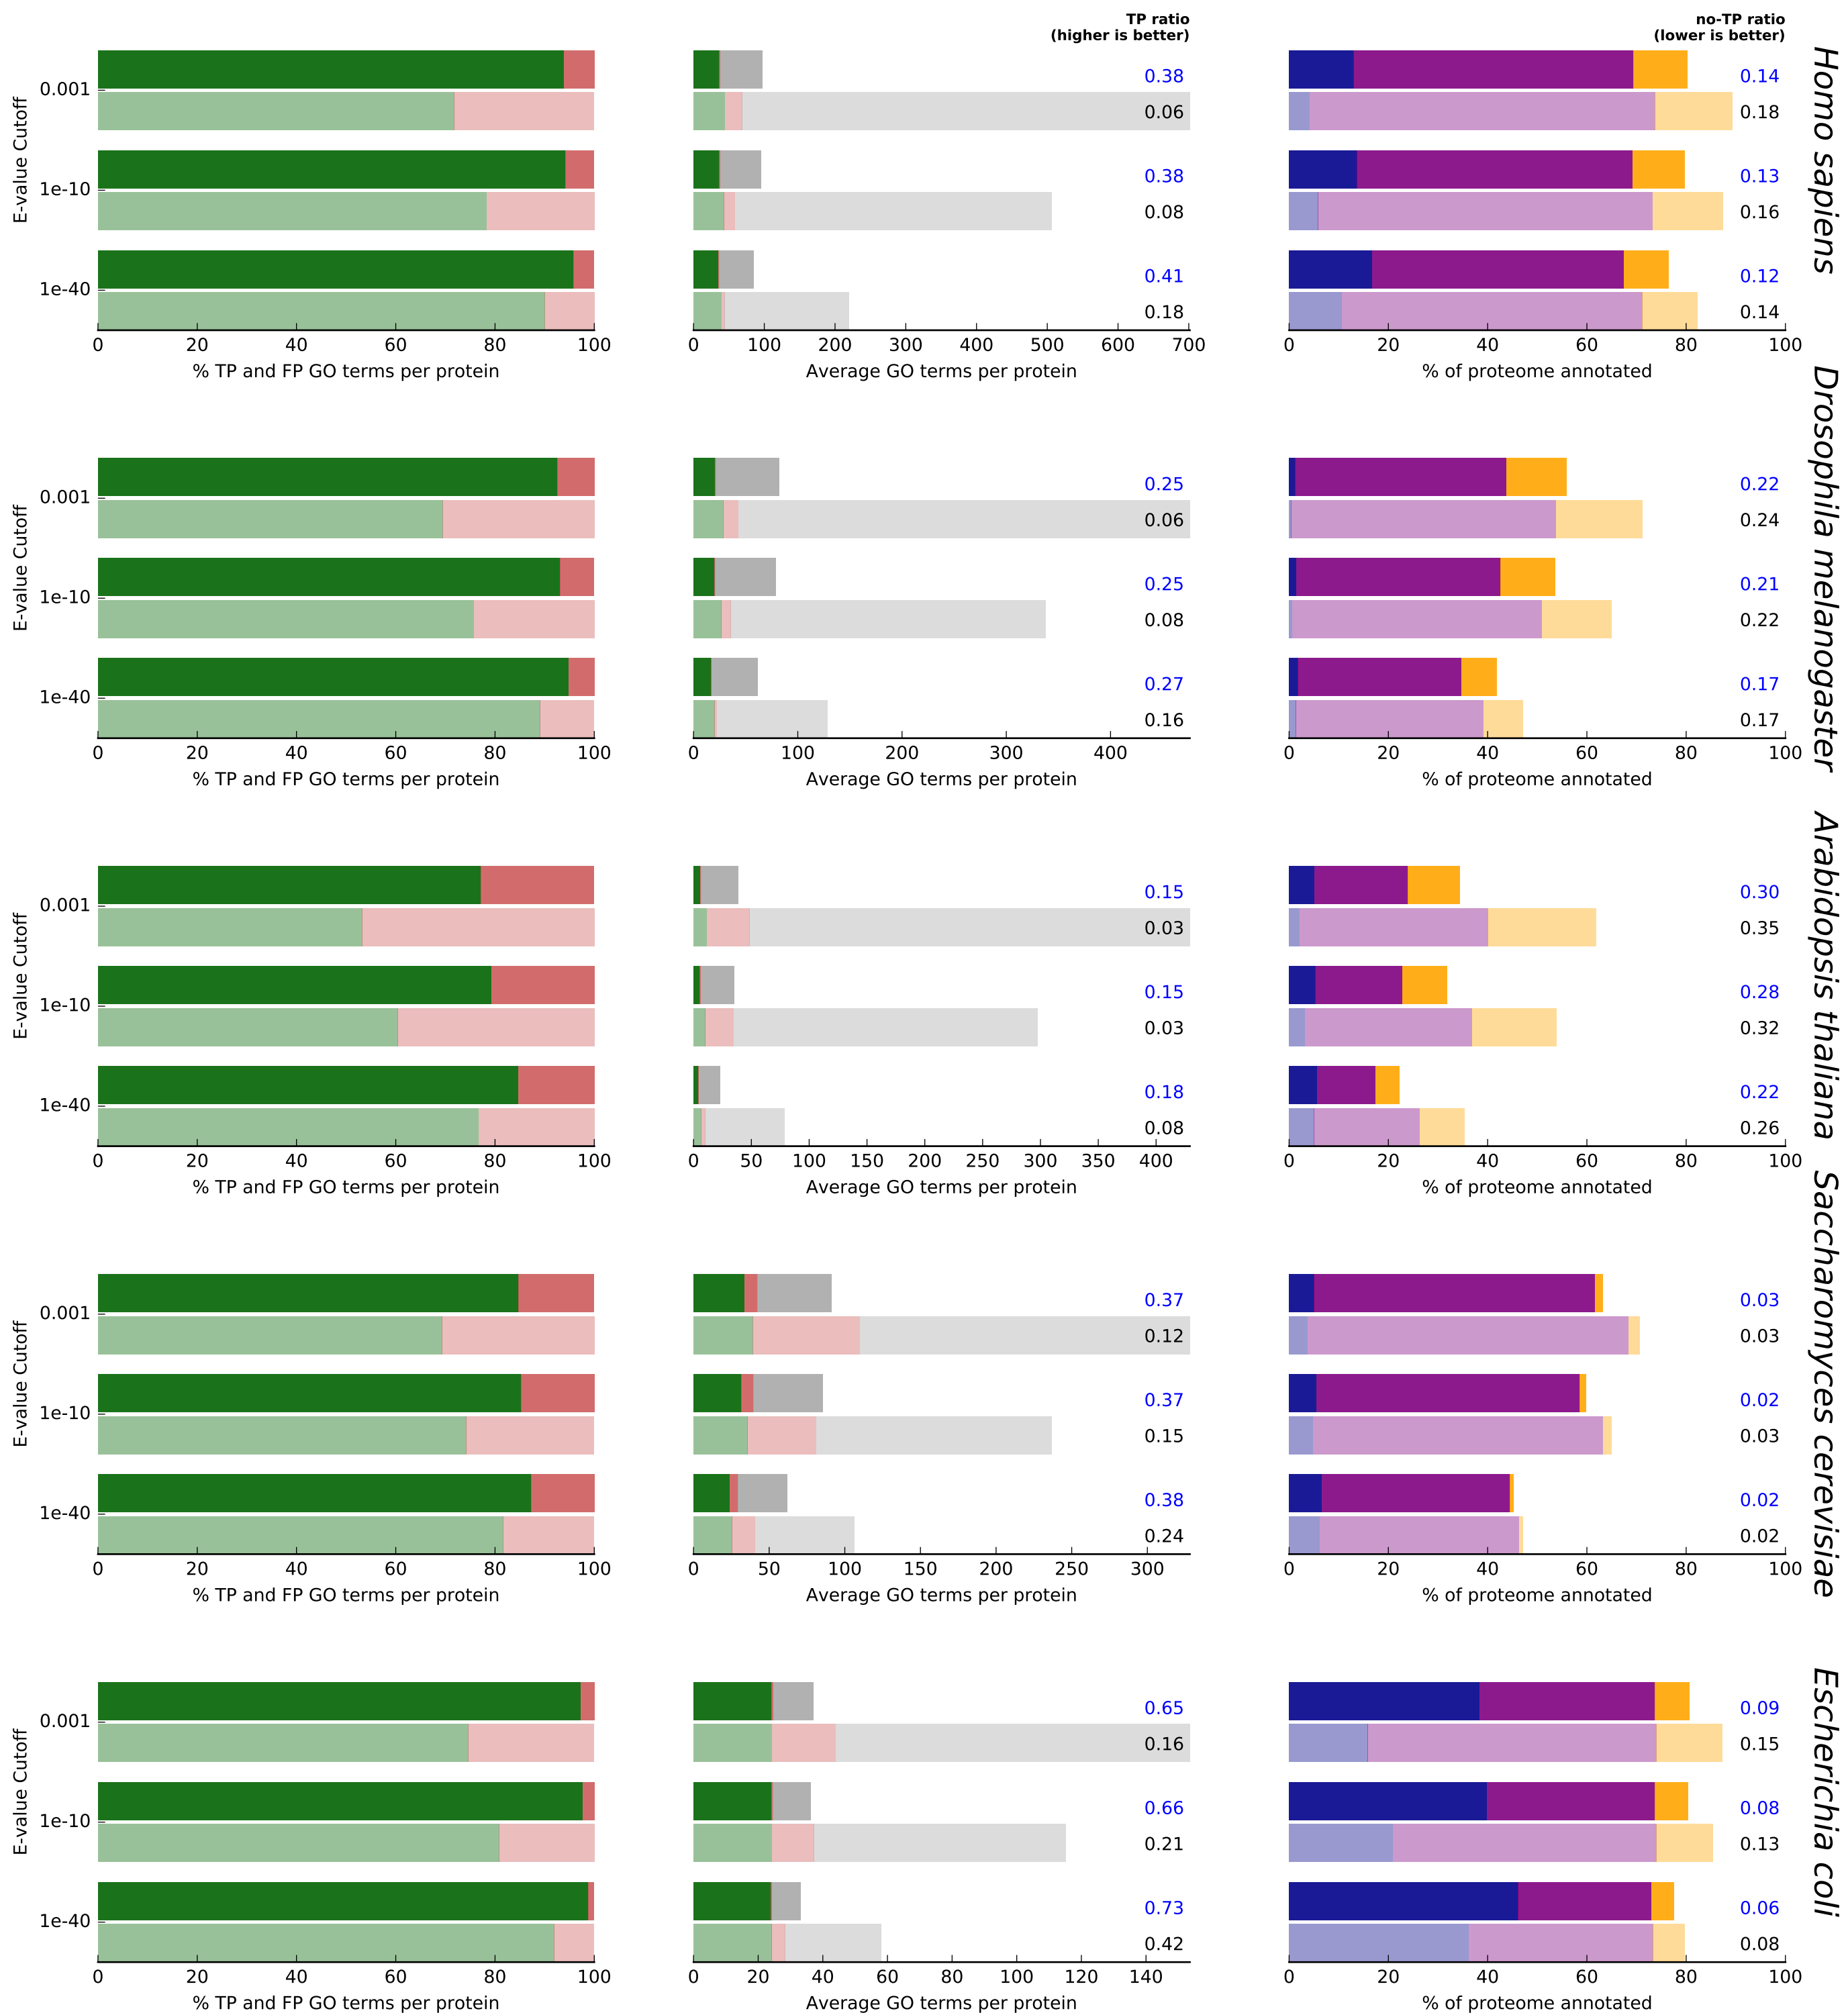 TP ratio
(higher is better)
no-TP ratio
(lower is better)
Homo sapiens
E-value Cutoff
0.001
1e-10
1e-40
0.38
0.06
0.38
0.08
0.41
0.18
0.14
0.18
0.13
0.16
0.12
0.14
0 20 40 60 80 100
% TP and FP GO terms per protein
0 100 200 300 400 500 600 700
Average GO terms per protein
0 20 40 60 80 100
% of proteome annotated
Drosophila melanogaster
E-value Cutoff
0.001
1e-10
1e-40
0.25
0.06
0.25
0.08
0.27
0.16
0.22
0.24
0.21
0.22
0.17
0.17
0 20 40 60 80 100
% TP and FP GO terms per protein
0 100 200 300 400
Average GO terms per protein
0 20 40 60 80 100
% of proteome annotated
Arabidopsis thaliana
E-value Cutoff
0.001
1e-10
1e-40
0.15
0.03
0.15
0.03
0.18
0.08
0.30
0.35
0.28
0.32
0.22
0.26
0 20 40 60 80 100
% TP and FP GO terms per protein
0 50 100 150 200 250 300 350 400
Average GO terms per protein
0 20 40 60 80 100
% of proteome annotated
Saccharomyces cerevisiae
E-value Cutoff
0.001
1e-10
1e-40
0.37
0.12
0.37
0.15
0.38
0.24
0.03
0.03
0.02
0.03
0.02
0.02
0 20 40 60 80 100
% TP and FP GO terms per protein
0 50 100 150 200 250 300
Average GO terms per protein
0 20 40 60 80 100
% of proteome annotated
Escherichia coli
E-value Cutoff
0.001
1e-10
1e-40
0.65
0.16
0.66
0.21
0.73
0.42
0.09
0.15
0.08
0.13
0.06
0.08
0 20 40 60 80 100
% TP and FP GO terms per protein
0 20 40 60 80 100 120 140
Average GO terms per protein
0 20 40 60 80 100
% of proteome annotated